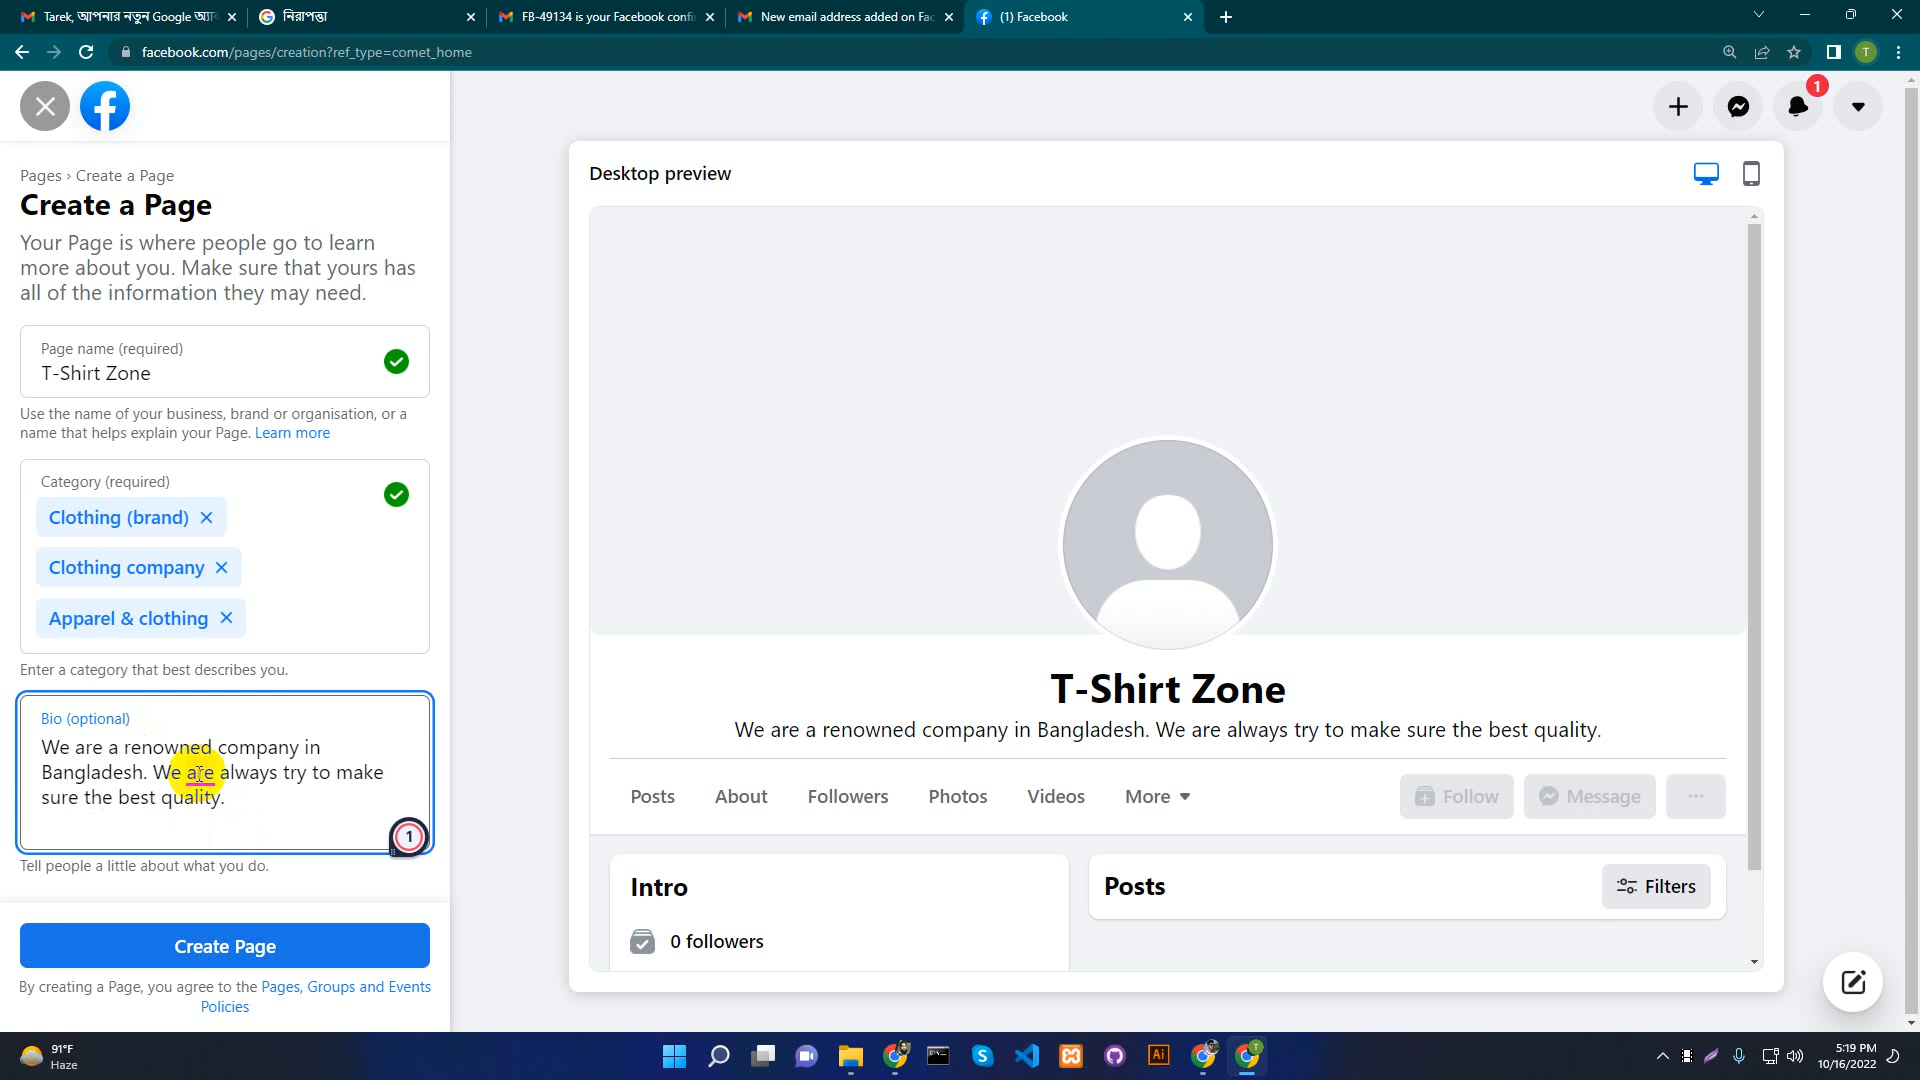 Tarek, আপনার নতুন Google অ্যা
নিরাপত্তা
FB-49134 is your Facebook confi
New email address added on Fac
(1) Facebook
facebook.com/pages/creation?ref_type=comet_home
T
1
Pages › Create a Page
Create a Page
Your Page is where people go to learn
more about you. Make sure that yours has
all of the information they may need.
Page name (required)
T-Shirt Zone
Use the name of your business, brand or organisation, or a
name that helps explain your Page. Learn more
Category (required)
Clothing (brand)
Clothing company
Apparel & clothing
Enter a category that best describes you.
Bio (optional)
We are a renowned company in
Bangladesh. We are always try to make
sure the best quality.
1
Tell people a little about what you do.
Create Page
By creating a Page, you agree to the Pages, Groups and Events
Policies
Desktop preview
T-Shirt Zone
We are a renowned company in Bangladesh. We are always try to make sure the best quality.
Posts About Followers Photos Videos More
Follow Message
Intro
0 followers
Posts
Filters
91°F
Haze
Ai
T
5:19 PM
10/16/2022